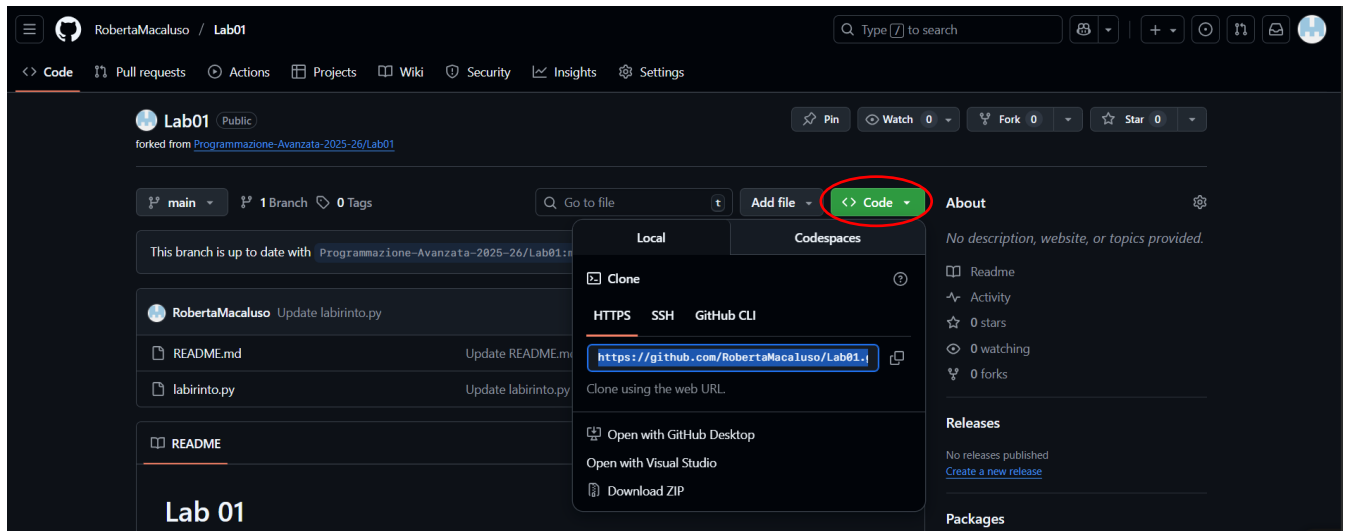 RobertaMacaluso / Lab01
Type / to search
<> Code Pull requests Actions Projects Wiki Security Insights Settings
Lab01 Public
Pin Watch 0 Fork 0 Star 0
forked from Programmazione-Avanzata-2025-26/Lab01
main 1 Branch 0 Tags
Go to file t
Add file
<> Code
About
This branch is up to date with Programmazione-Avanzata-2025-26/Lab01:
Local Codespaces
No description, website, or topics provided.
Clone
Readme
Activity
0 stars
0 watching
0 forks
RobertaMacaluso Update labirinto.py
HTTPS SSH GitHub CLI
README.md Update README.m
https://github.com/RobertaMacaluso/Lab01.
labirinto.py Update labirinto.py
Clone using the web URL.
Releases
README
Open with GitHub Desktop
No releases published
Open with Visual Studio
Create a new release
Download ZIP
Lab 01
Packages